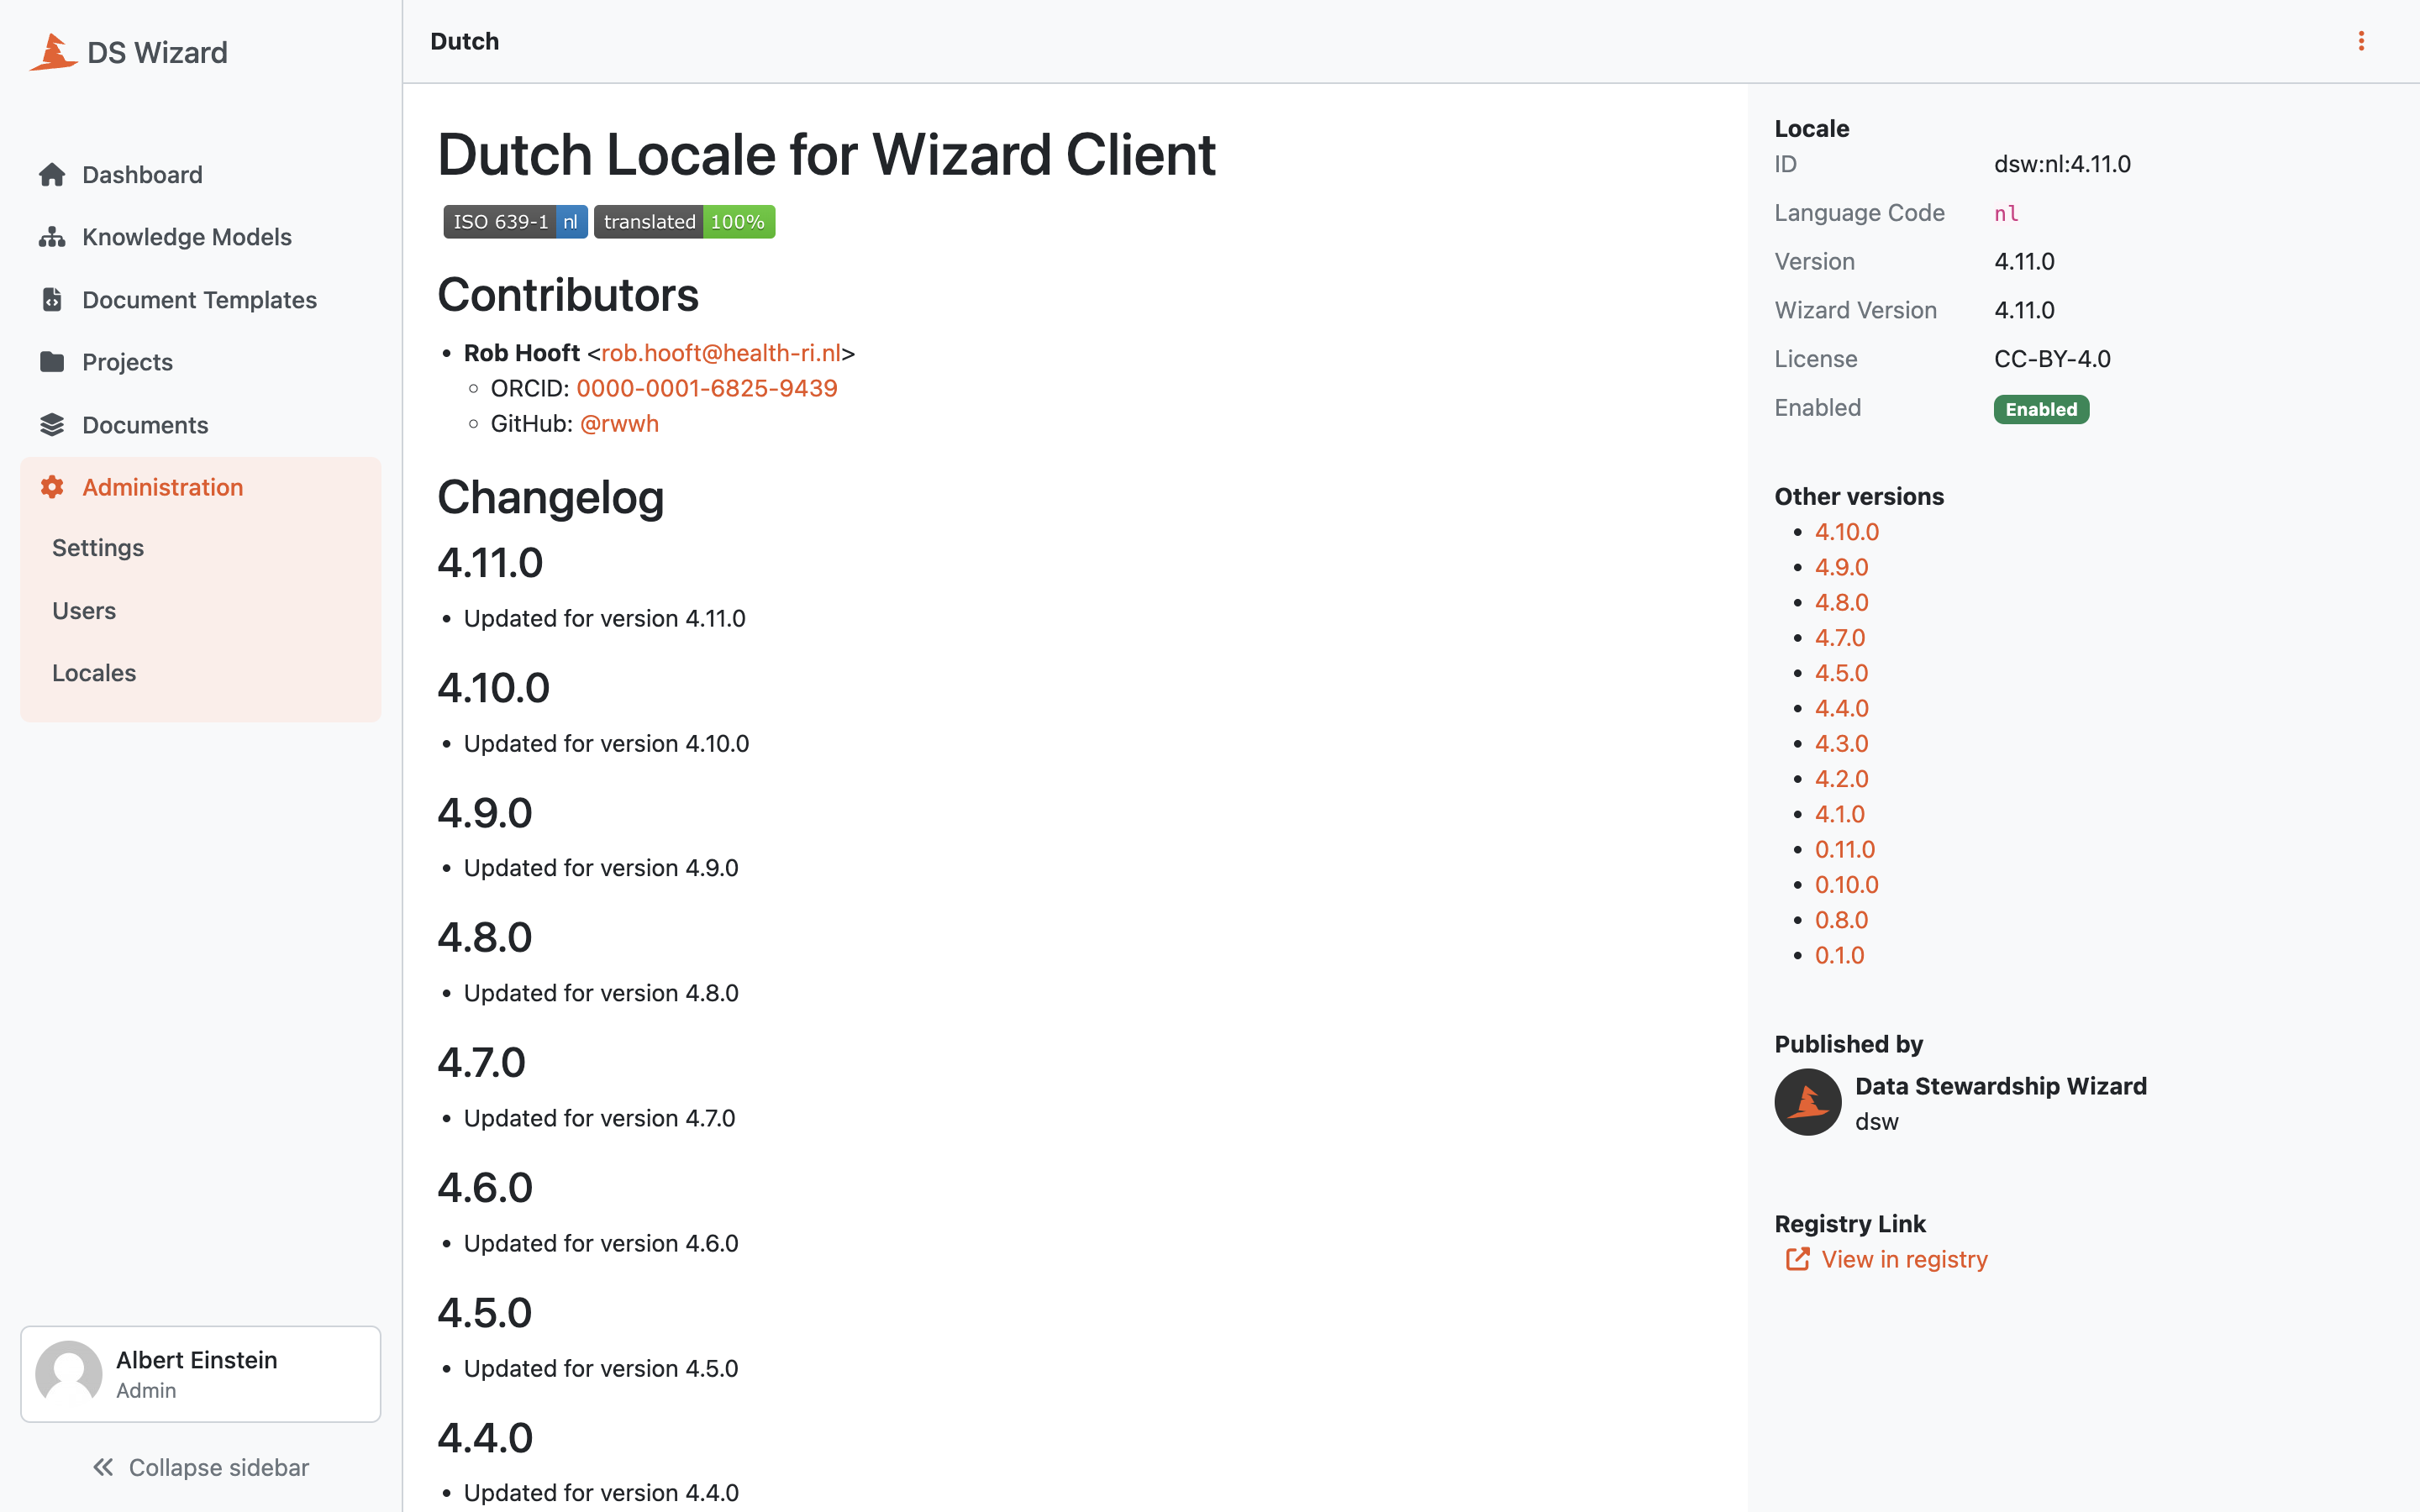 DS Wizard
Dashboard
Knowledge Models
Document Templates
Projects
Documents
Administration
Settings
Users
Locales
Albert Einstein
Admin
Collapse sidebar
Dutch
Dutch Locale for Wizard Client
ISO 639-1 nl translated 100%
Contributors
• Rob Hooft <rob.hooft@health-ri.nl>
◦ ORCID: 0000-0001-6825-9439
◦ GitHub: @rwwh
Changelog
4.11.0
• Updated for version 4.11.0
4.10.0
• Updated for version 4.10.0
4.9.0
• Updated for version 4.9.0
4.8.0
• Updated for version 4.8.0
4.7.0
• Updated for version 4.7.0
4.6.0
• Updated for version 4.6.0
4.5.0
• Updated for version 4.5.0
4.4.0
• Updated for version 4.4.0
Locale
ID dsw:nl:4.11.0
Language Code nl
Version 4.11.0
Wizard Version 4.11.0
License CC-BY-4.0
Enabled Enabled
Other versions
• 4.10.0
• 4.9.0
• 4.8.0
• 4.7.0
• 4.5.0
• 4.4.0
• 4.3.0
• 4.2.0
• 4.1.0
• 0.11.0
• 0.10.0
• 0.8.0
• 0.1.0
Published by
Data Stewardship Wizard
dsw
Registry Link
View in registry